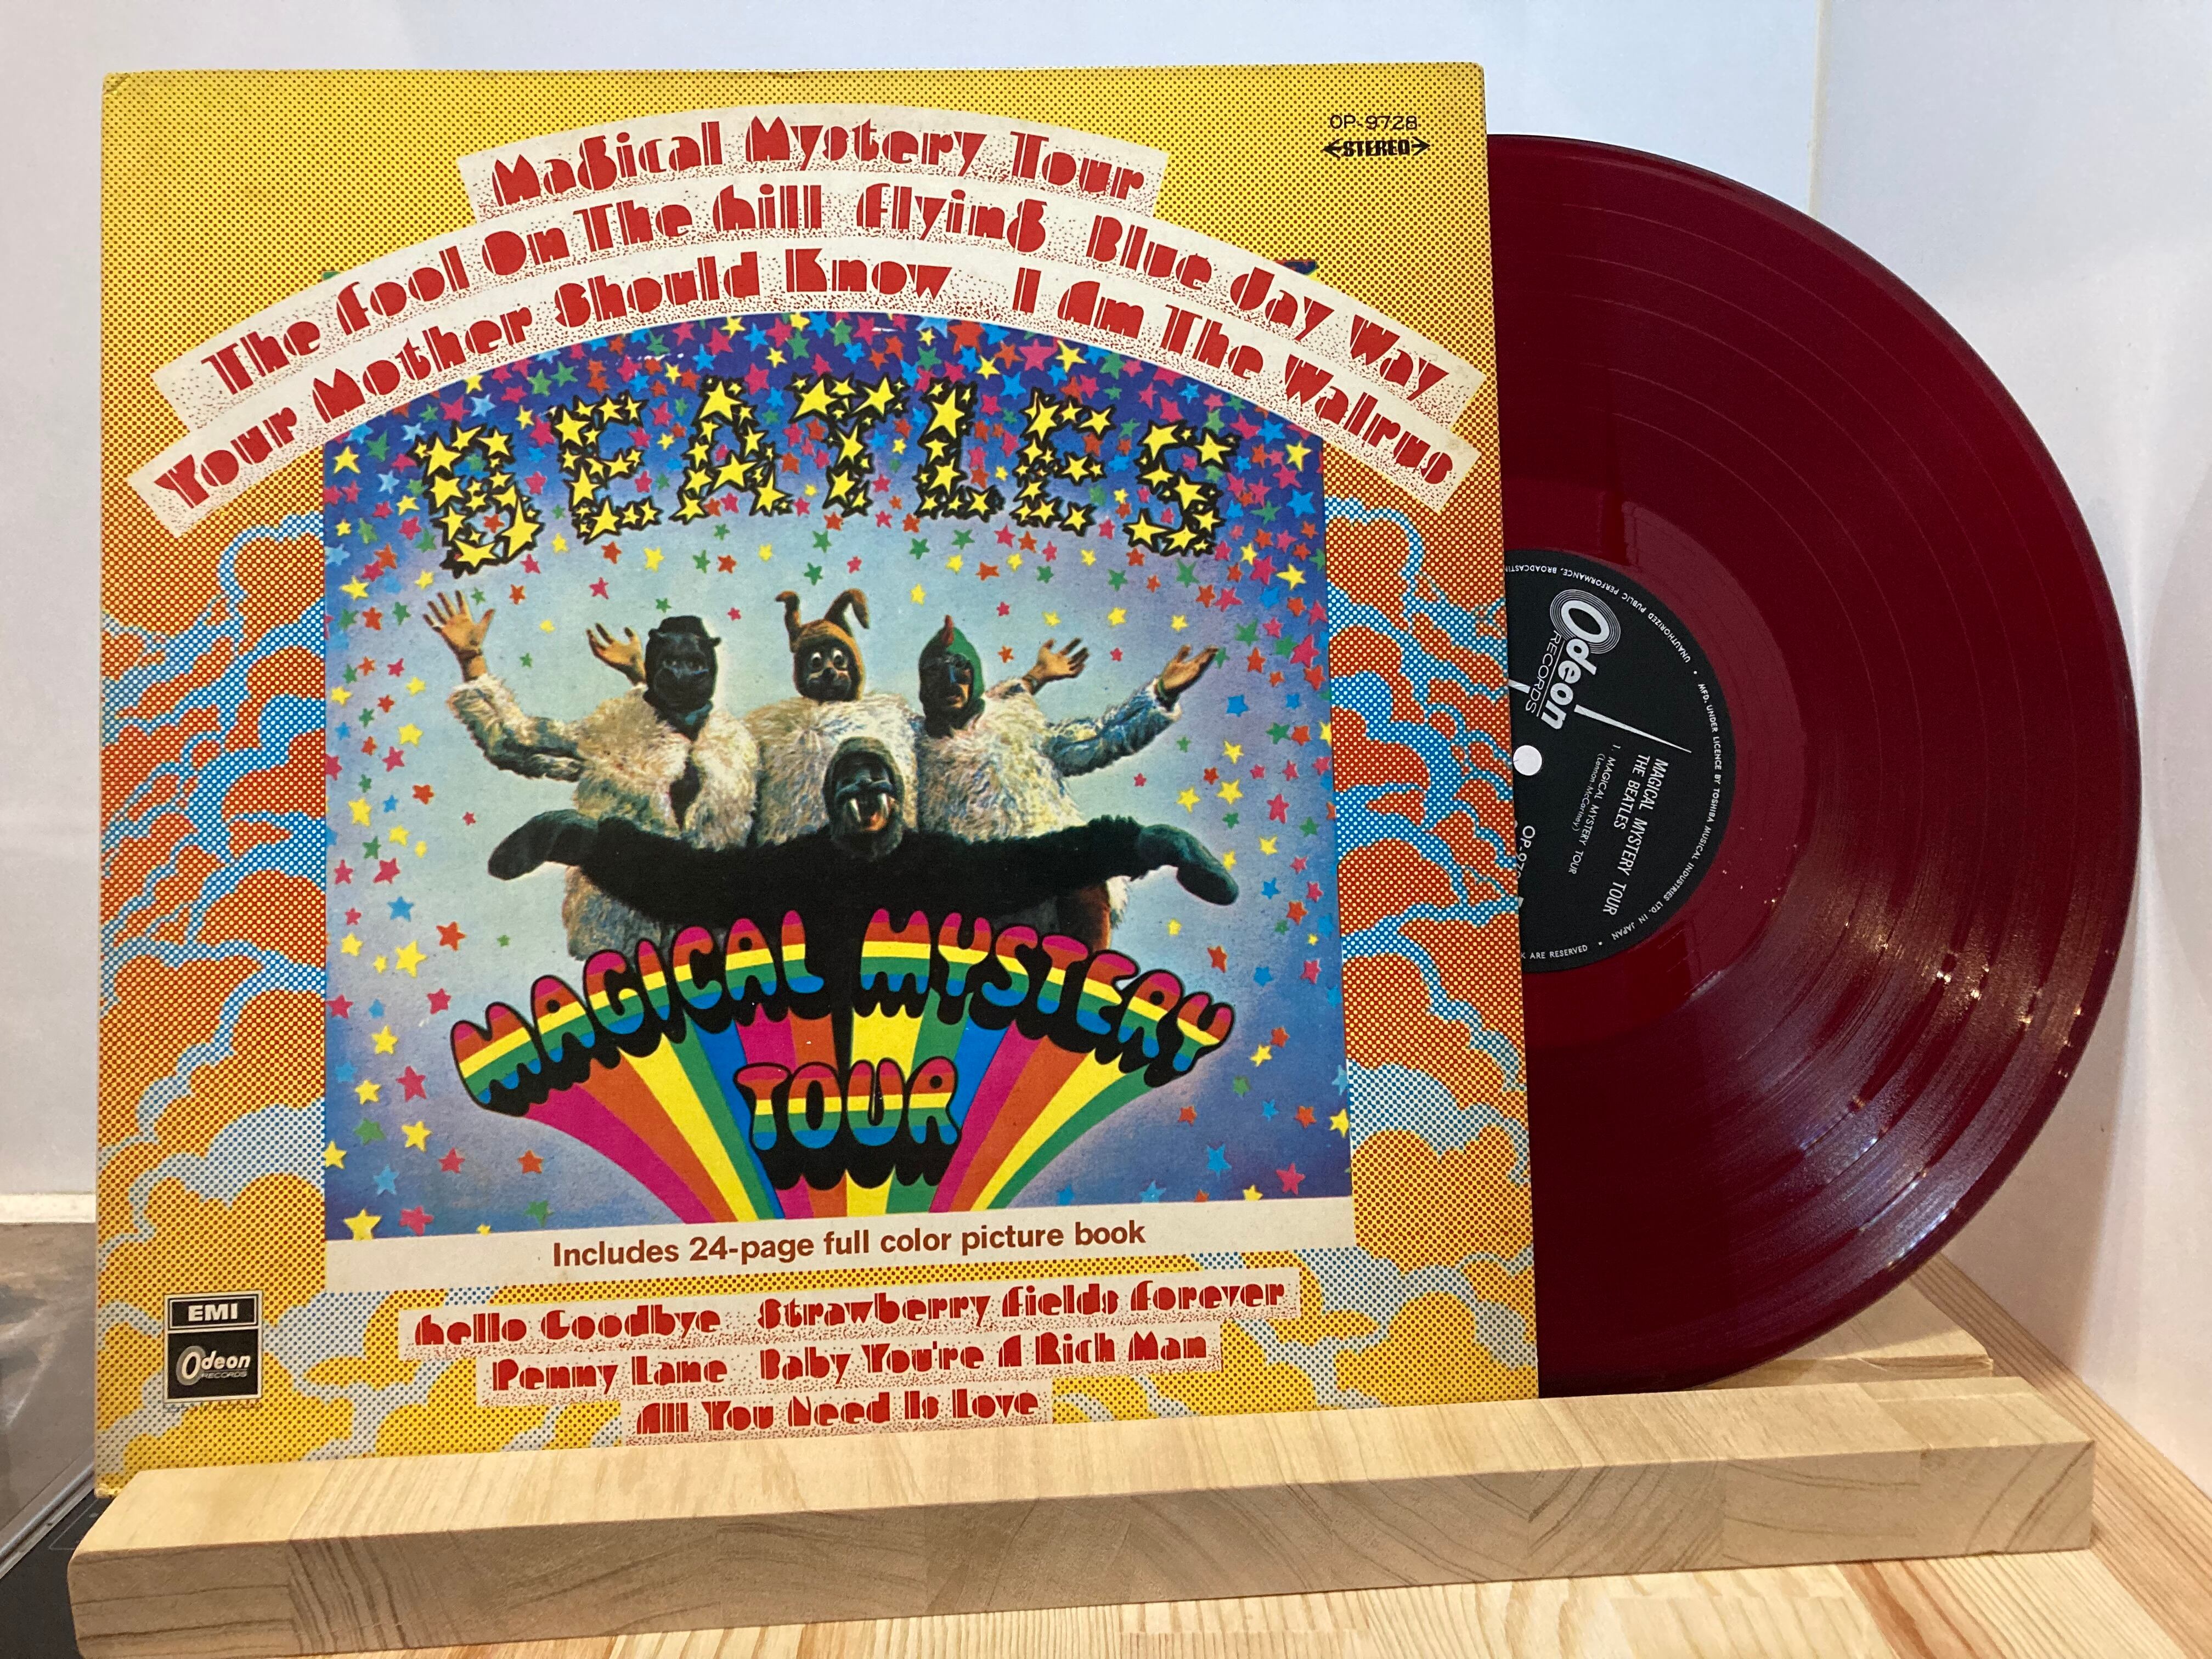 OP-9728
STEREO
Magical Mystery Tour
The Fool On The Hill Flying Blue Jay Way
Your Mother Should Know I Am The Walrus
BEATLES
MAGICAL MYSTERY
TOUR
Includes 24-page full color picture book
Hello Goodbye Strawberry Fields Forever
Penny Lane Baby You're A Rich Man
All You Need Is Love
EMI
Odeon
RECORDS
UNAUTHORIZED PUBLIC PERFORMANCE, BROADCASTIN
MFD. UNDER LICENCE BY TOSHIBA MUSICAL INDUSTRIES LTD. IN JAPAN
ARE RESERVED
Odeon
RECORDS
MAGICAL MYSTERY TOUR
THE BEATLES
1. MAGICAL MYSTERY TOUR
(Lennon-McCartney)